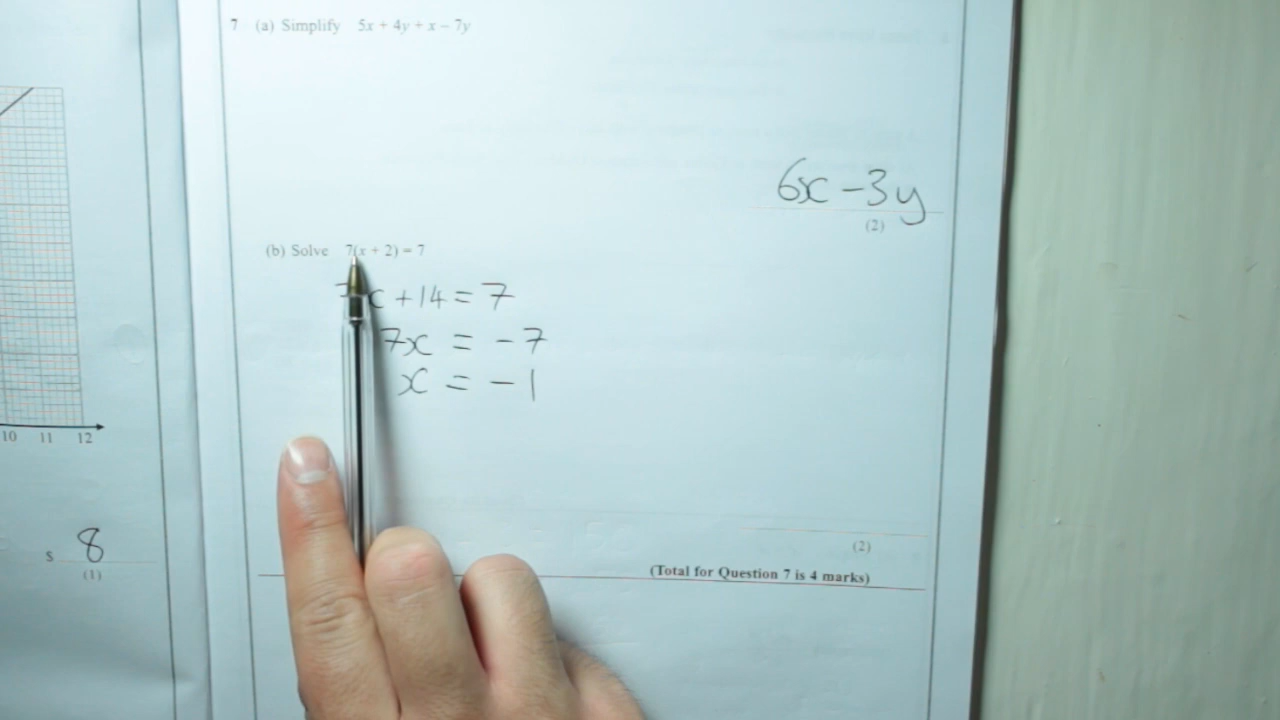 7 (a) Simplify 5x + 4y + x – 7y
6x – 3y
(2)
(b) Solve 7(x + 2) = 7
7x + 14 = 7
7x = – 7
x = – 1
(2)
(Total for Question 7 is 4 marks)
10 11 12
$ 8
(1)